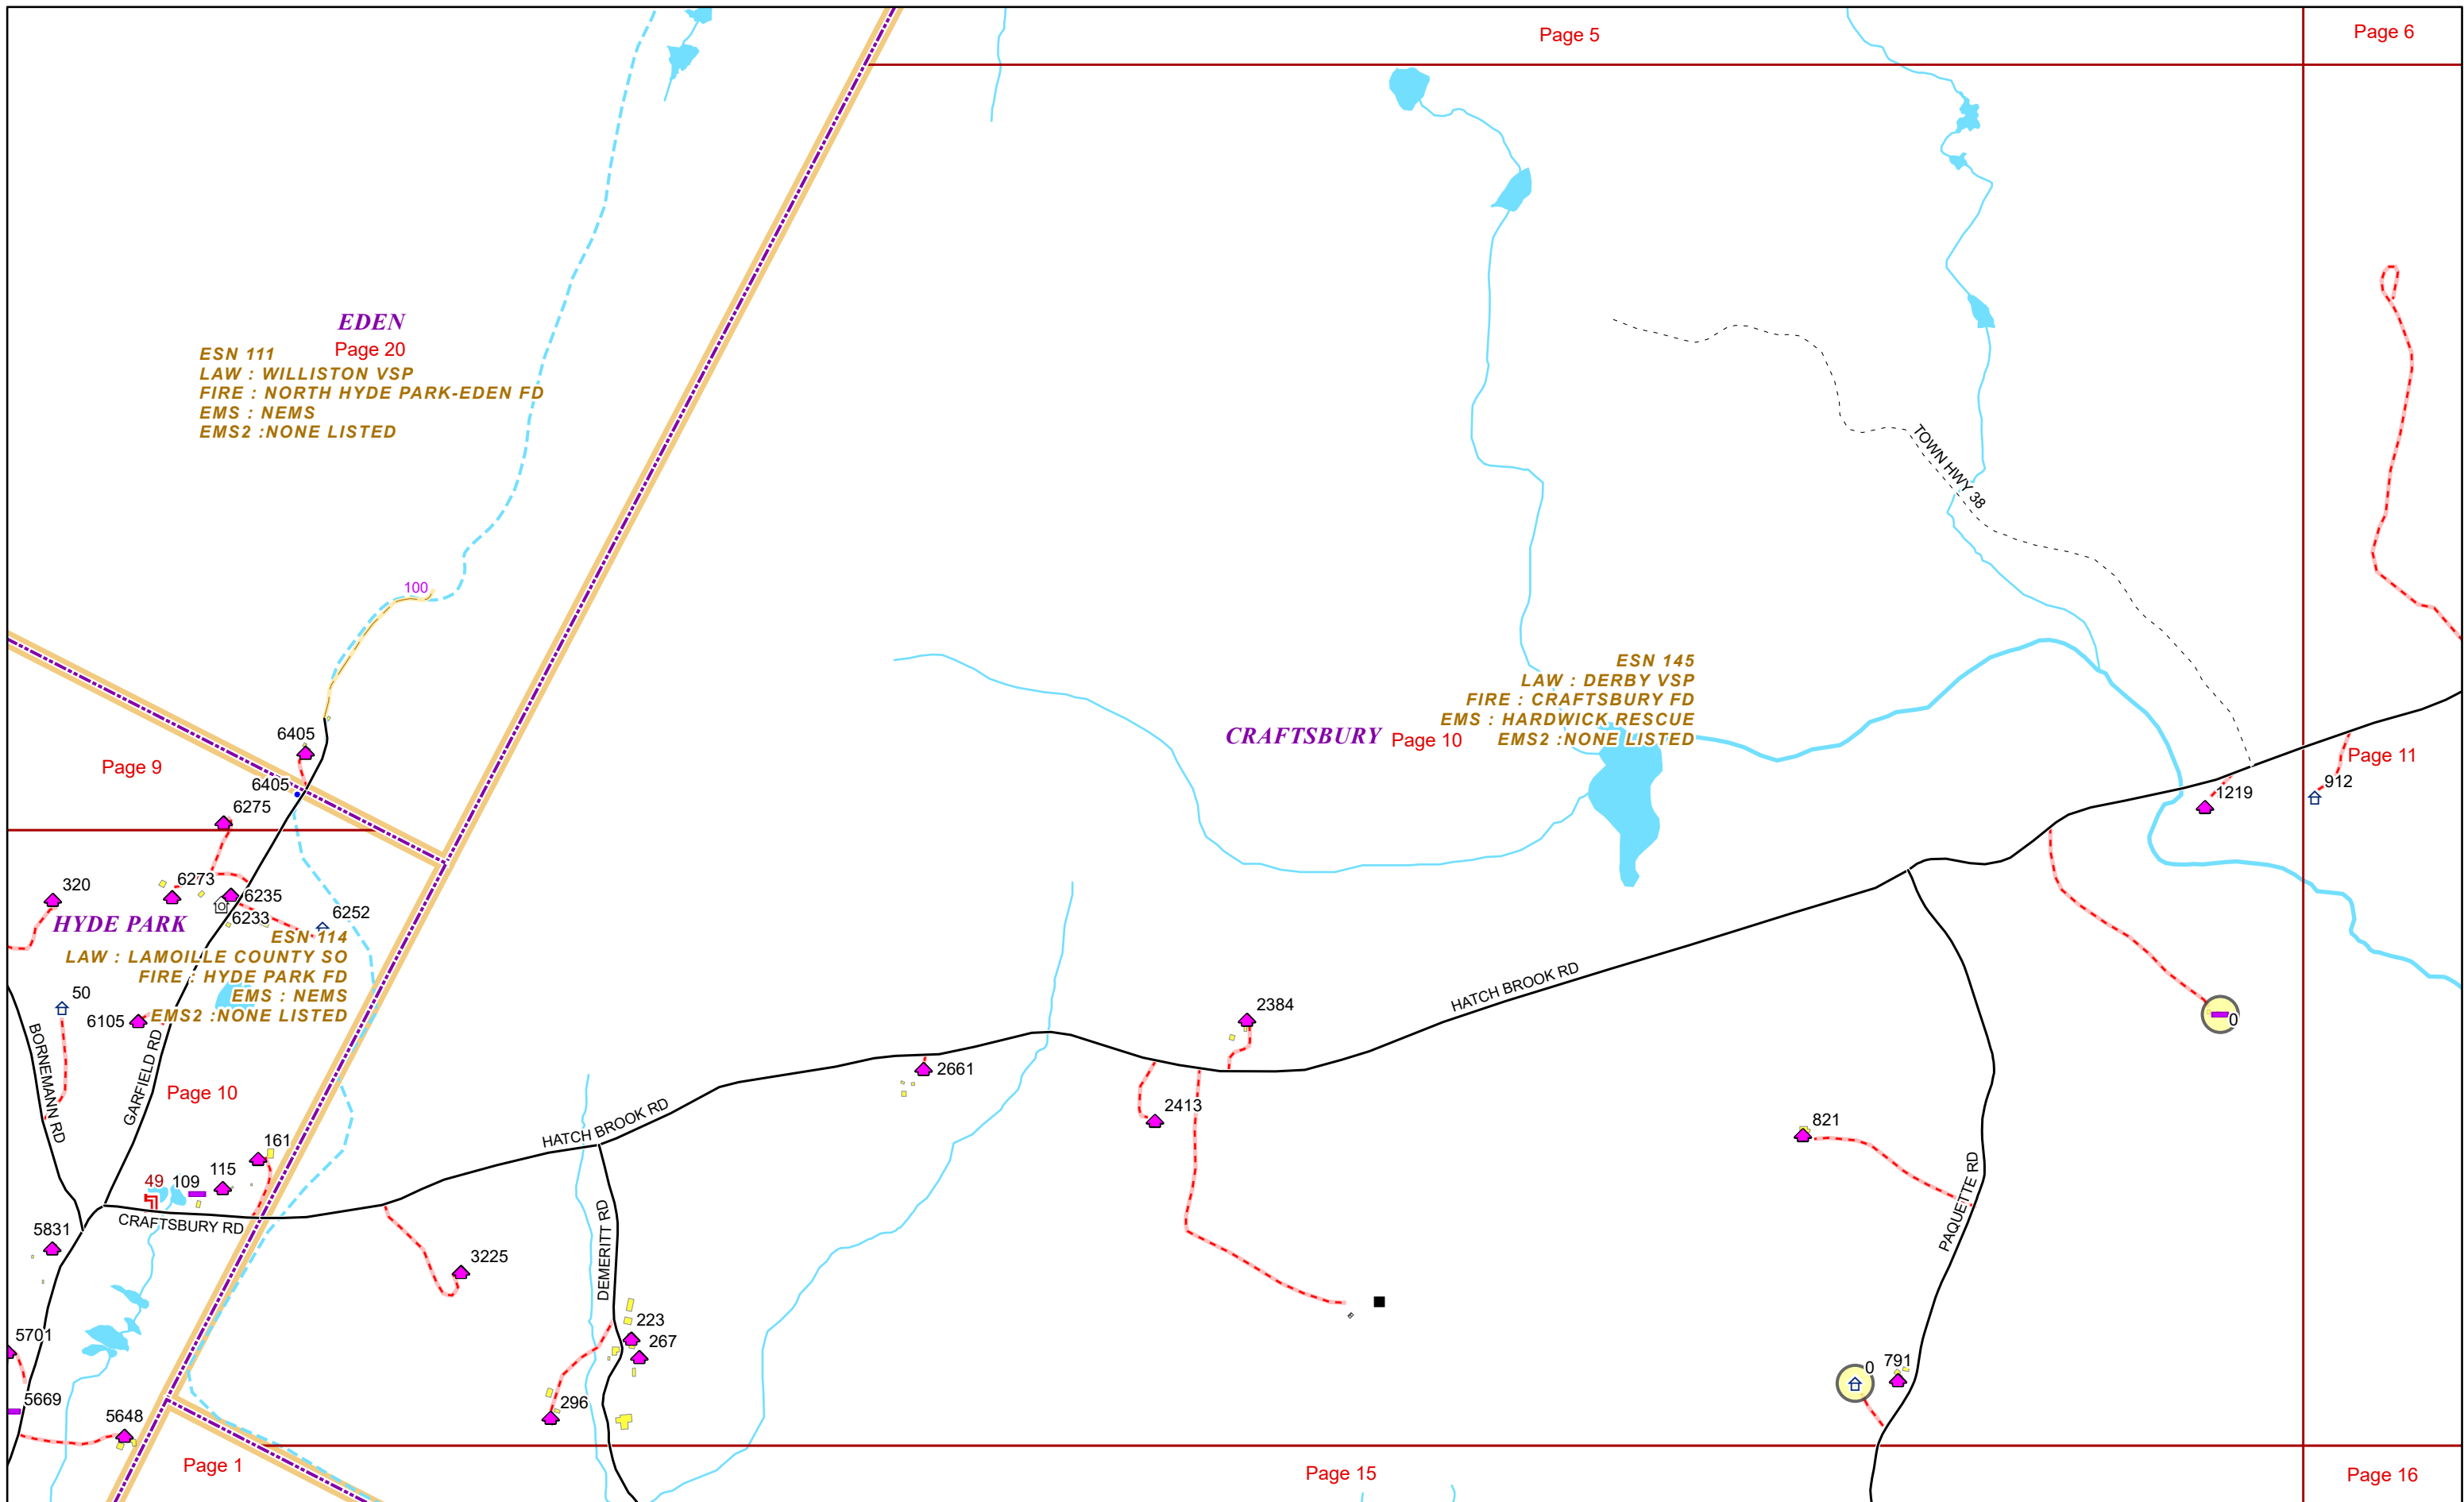 Page 5
Page 6
EDEN
Page 20
ESN 111
LAW : WILLISTON VSP
FIRE : NORTH HYDE PARK-EDEN FD
EMS : NEMS
EMS2 :NONE LISTED
TOWN HWY 38
100
ESN 145
LAW : DERBY VSP
FIRE : CRAFTSBURY FD
EMS : HARDWICK RESCUE
EMS2 :NONE LISTED
CRAFTSBURY
Page 10
6405
Page 9
6405
6275
Page 11
912
1219
320
6273
6235
6233
6252
HYDE PARK
ESN 114
LAW : LAMOILLE COUNTY SO
FIRE : HYDE PARK FD
EMS : NEMS
EMS2 :NONE LISTED
50
6105
BORNEMANN RD
GARFIELD RD
Page 10
HATCH BROOK RD
2384
0
2661
2413
HATCH BROOK RD
821
161
115
49
109
CRAFTSBURY RD
5831
3225
DEMERITT RD
PAQUETTE RD
223
267
5701
296
0
791
5669
5648
Page 1
Page 15
Page 16